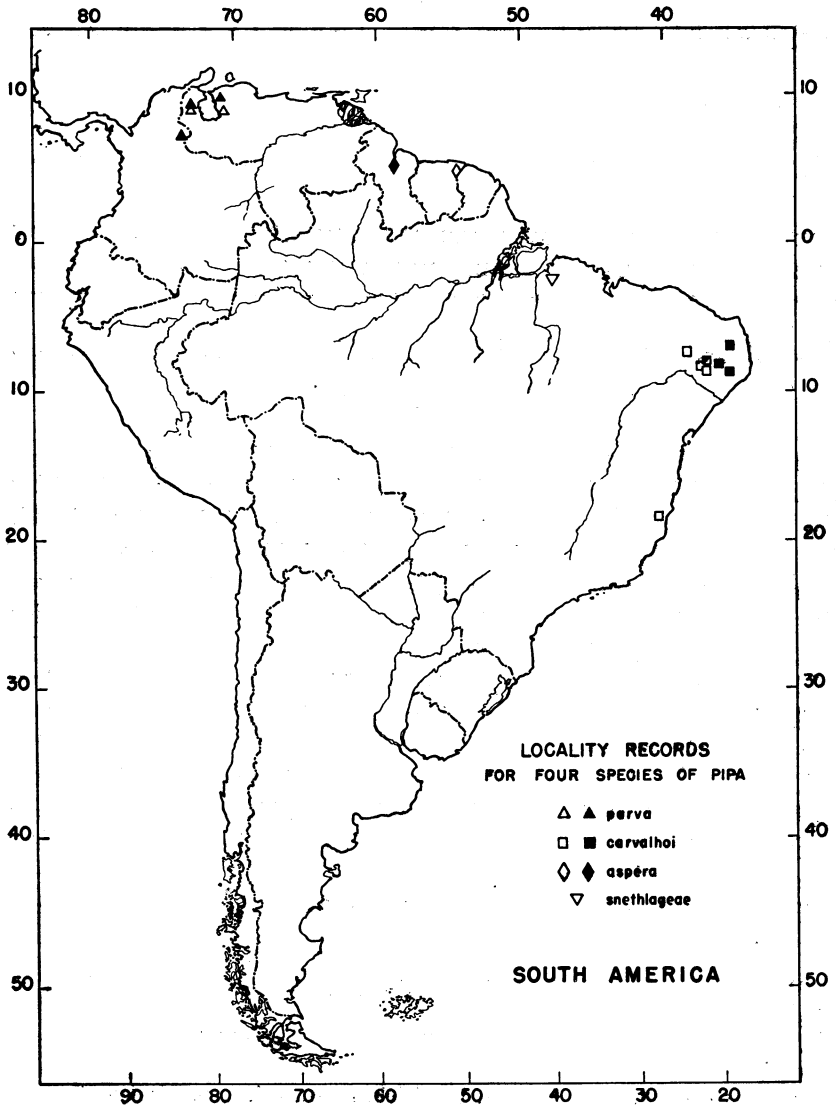 80 70 60 50 40
10 10
0 0
10 10
20 20
30 30
LOCALITY RECORDS
FOR FOUR SPECIES OF PIPA
parva
40 40
carvalhoi
aspéra
snethlageae
SOUTH AMERICA
50 50
90 80 70 60 50 40 30 20